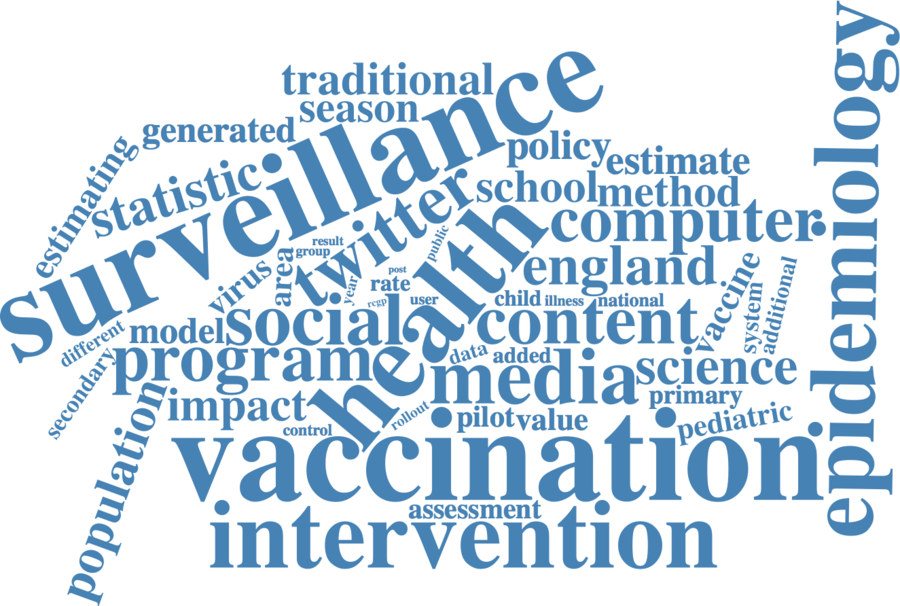 epidemiology
traditional
surveillance
season
generated
policy
estimate
estimating
statistic
school
method
twitter
health
computer
result
group
public
england
virus
area
post
year
rate
rcgp
user
child
illness
national
vaccine
system
additional
different
model
social
content
secondary
program
data
added
media
science
primary
population
impact
rollout
pilot
value
pediatric
control
vaccination
assessment
intervention